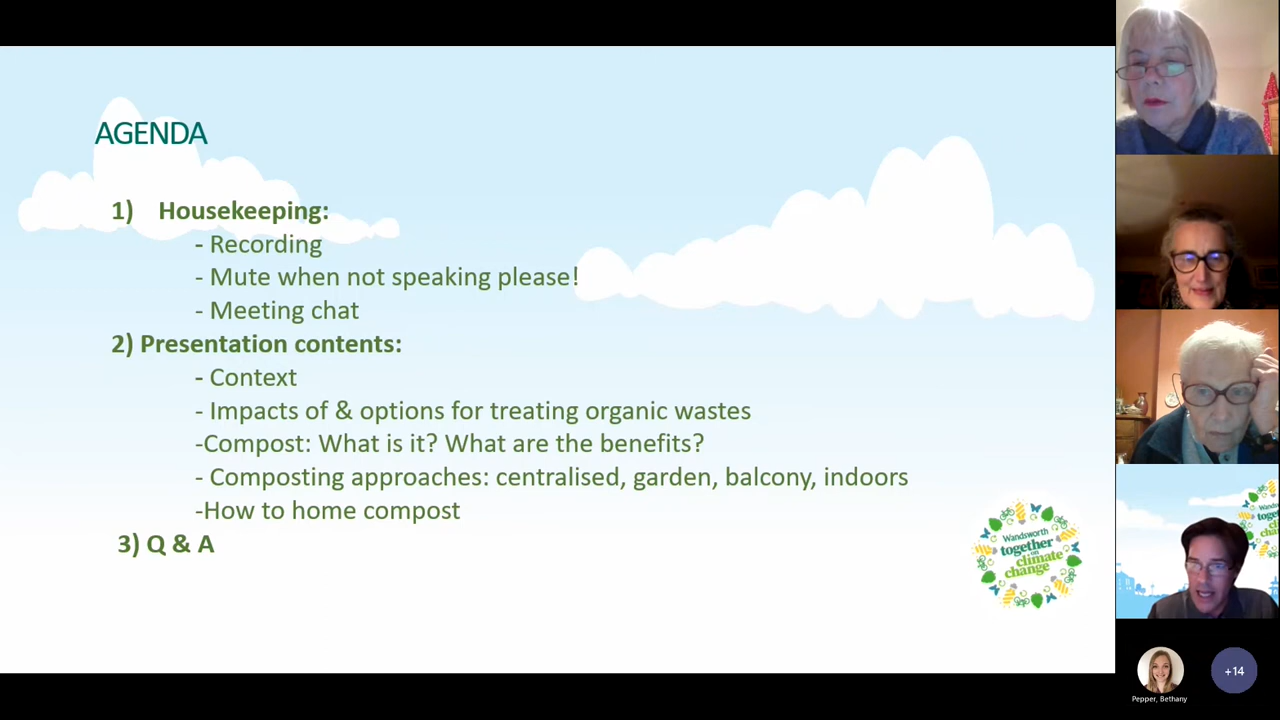 AGENDA
1) Housekeeping:
- Recording
- Mute when not speaking please!
- Meeting chat
2) Presentation contents:
- Context
- Impacts of & options for treating organic wastes
-Compost: What is it? What are the benefits?
- Composting approaches: centralised, garden, balcony, indoors
-How to home compost
3) Q & A
Wandsworth
together
on
climate
change
Pepper, Bethany
+14